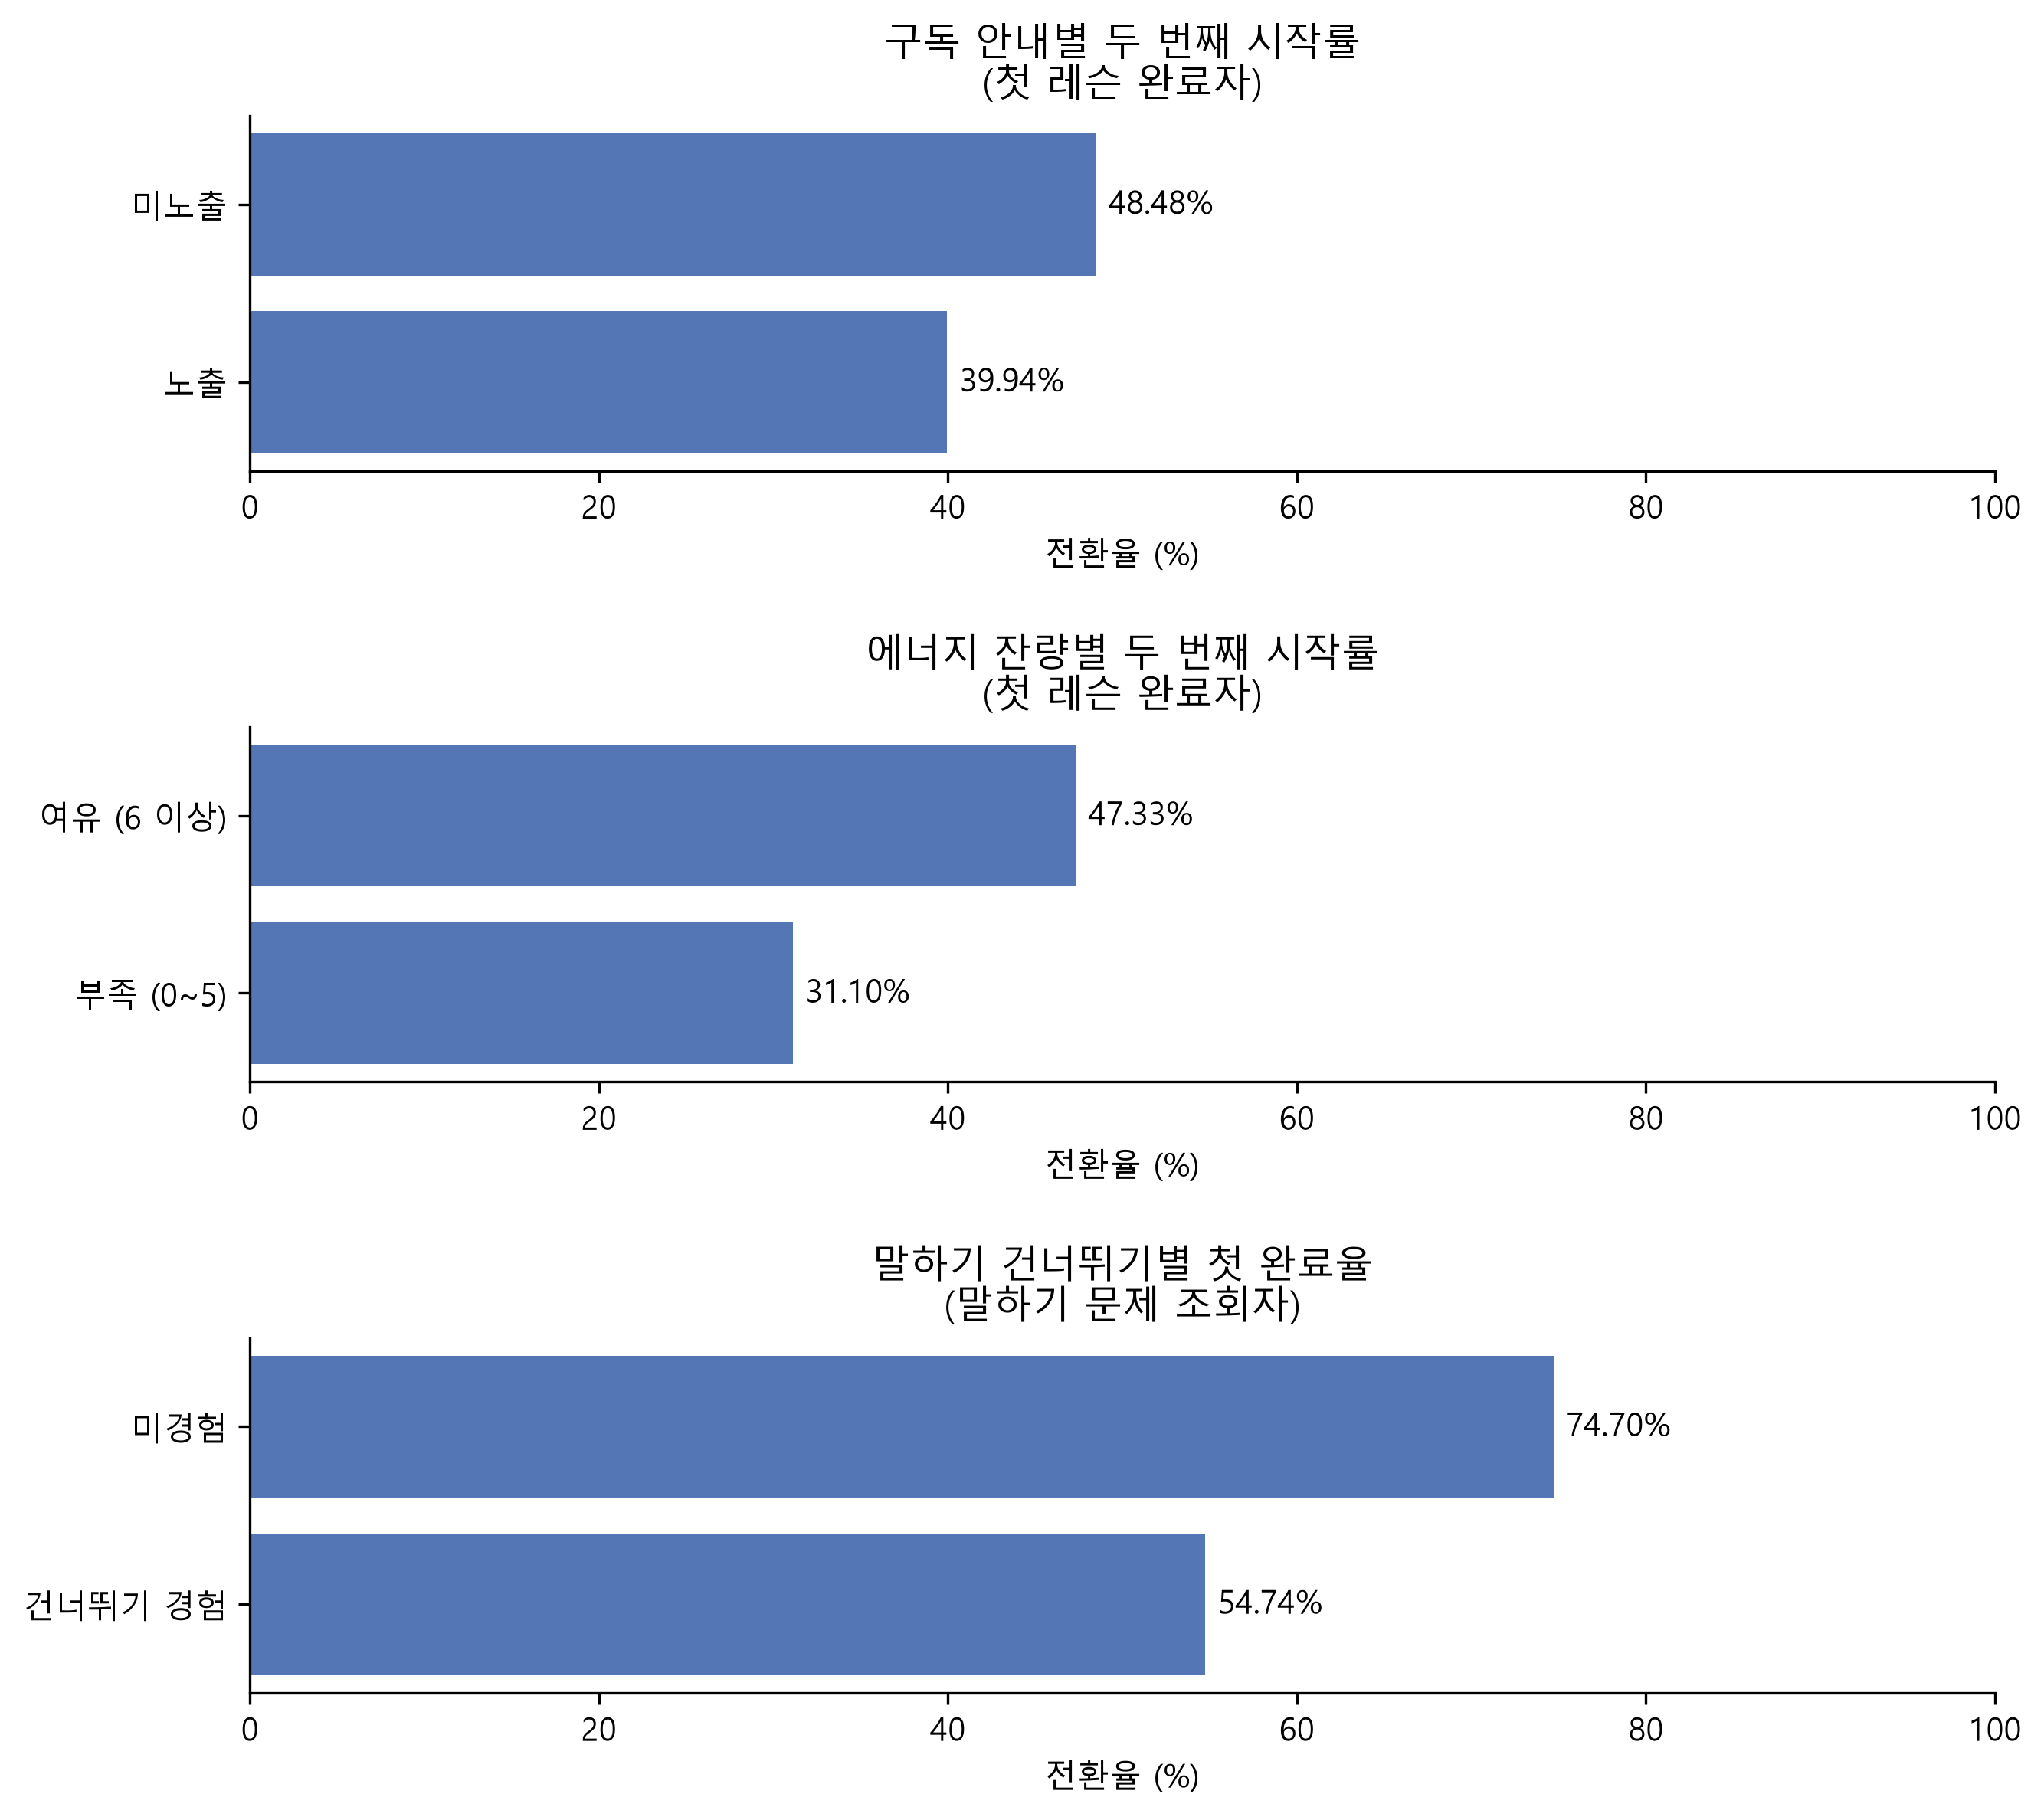 구독 안내별 두 번째 시작률
(첫 레슨 완료자)
미노출
48.48%
노출
39.94%
0 20 40 60 80 100
전환율 (%)
에너지 잔량별 두 번째 시작률
(첫 레슨 완료자)
여유 (6 이상)
47.33%
부족 (0~5)
31.10%
0 20 40 60 80 100
전환율 (%)
말하기 건너뛰기별 첫 완료율
(말하기 문제 조회자)
미경험
74.70%
건너뛰기 경험
54.74%
0 20 40 60 80 100
전환율 (%)